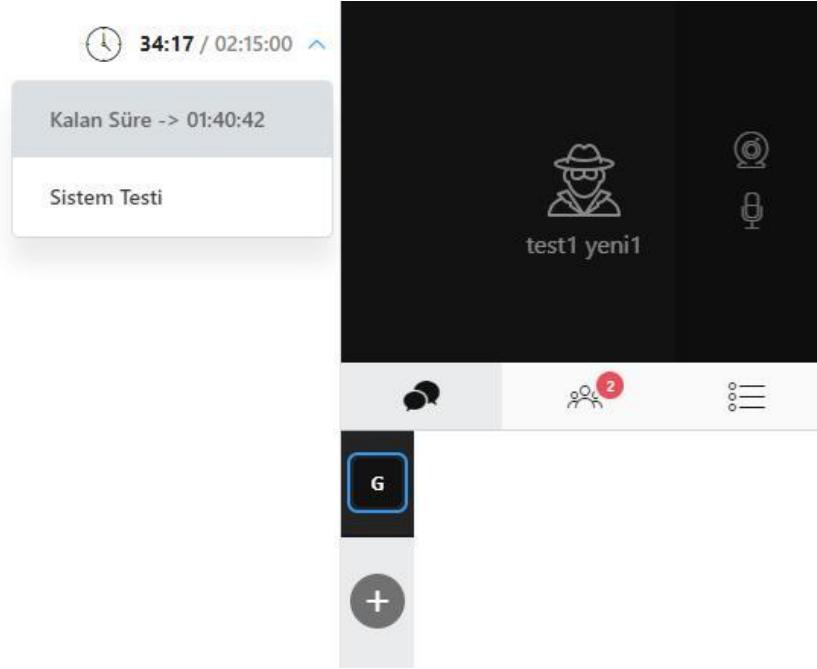 34:17 / 02:15:00
Kalan Süre -> 01:40:42
Sistem Testi
test1 yeni1
2
G